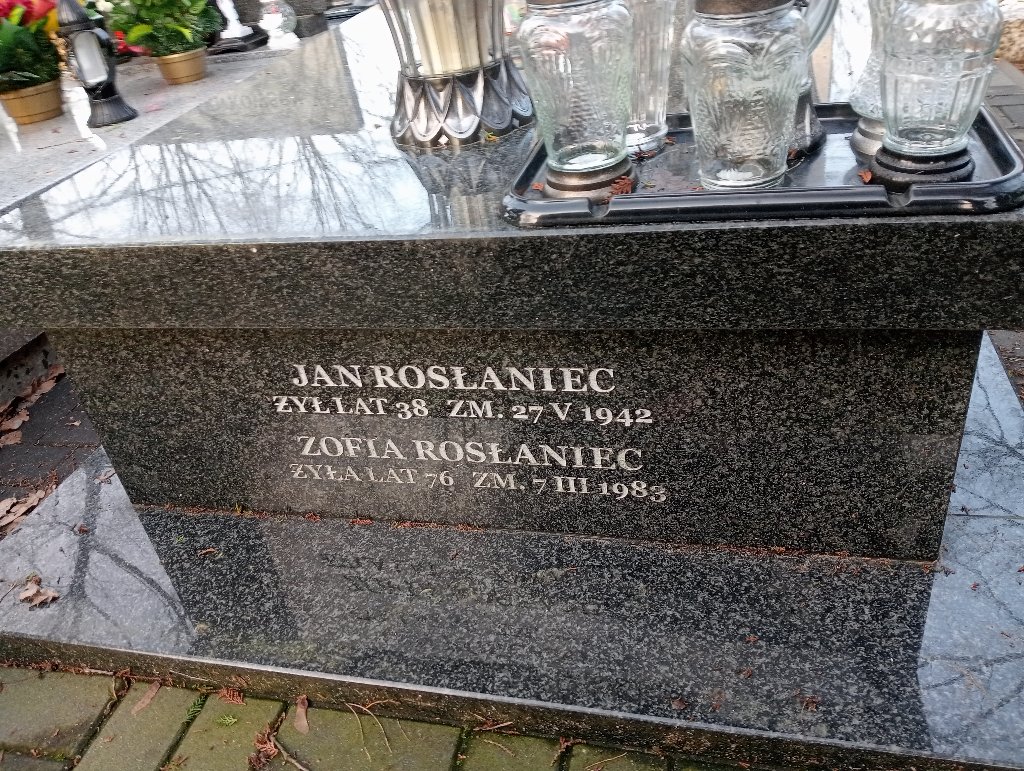 JAN ROSŁANIEC
ŻYŁ LAT 38 ZM. 27 V 1942
ZOFIA ROSŁANIEC
ŻYŁA LAT 76 ZM. 7 III 1983